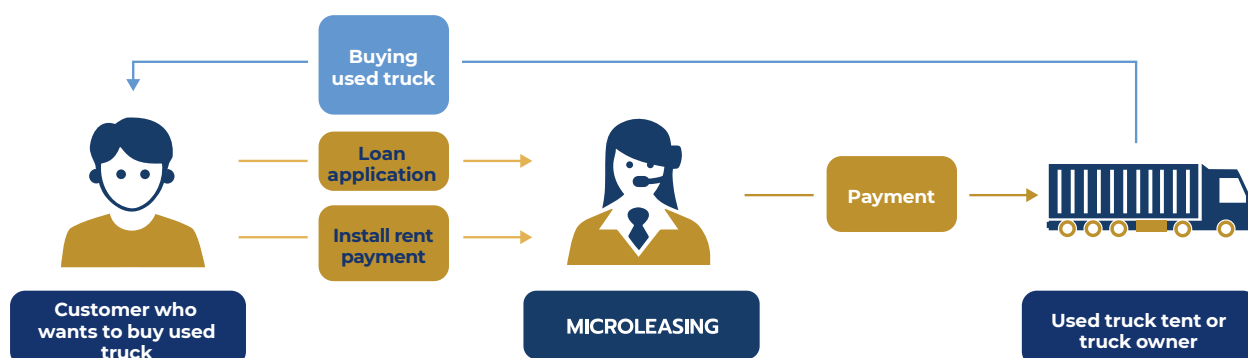 Buying
used truck
Loan
application
Install rent
payment
Payment
Customer who
wants to buy used
truck
MICROLEASING
Used truck tent or
truck owner